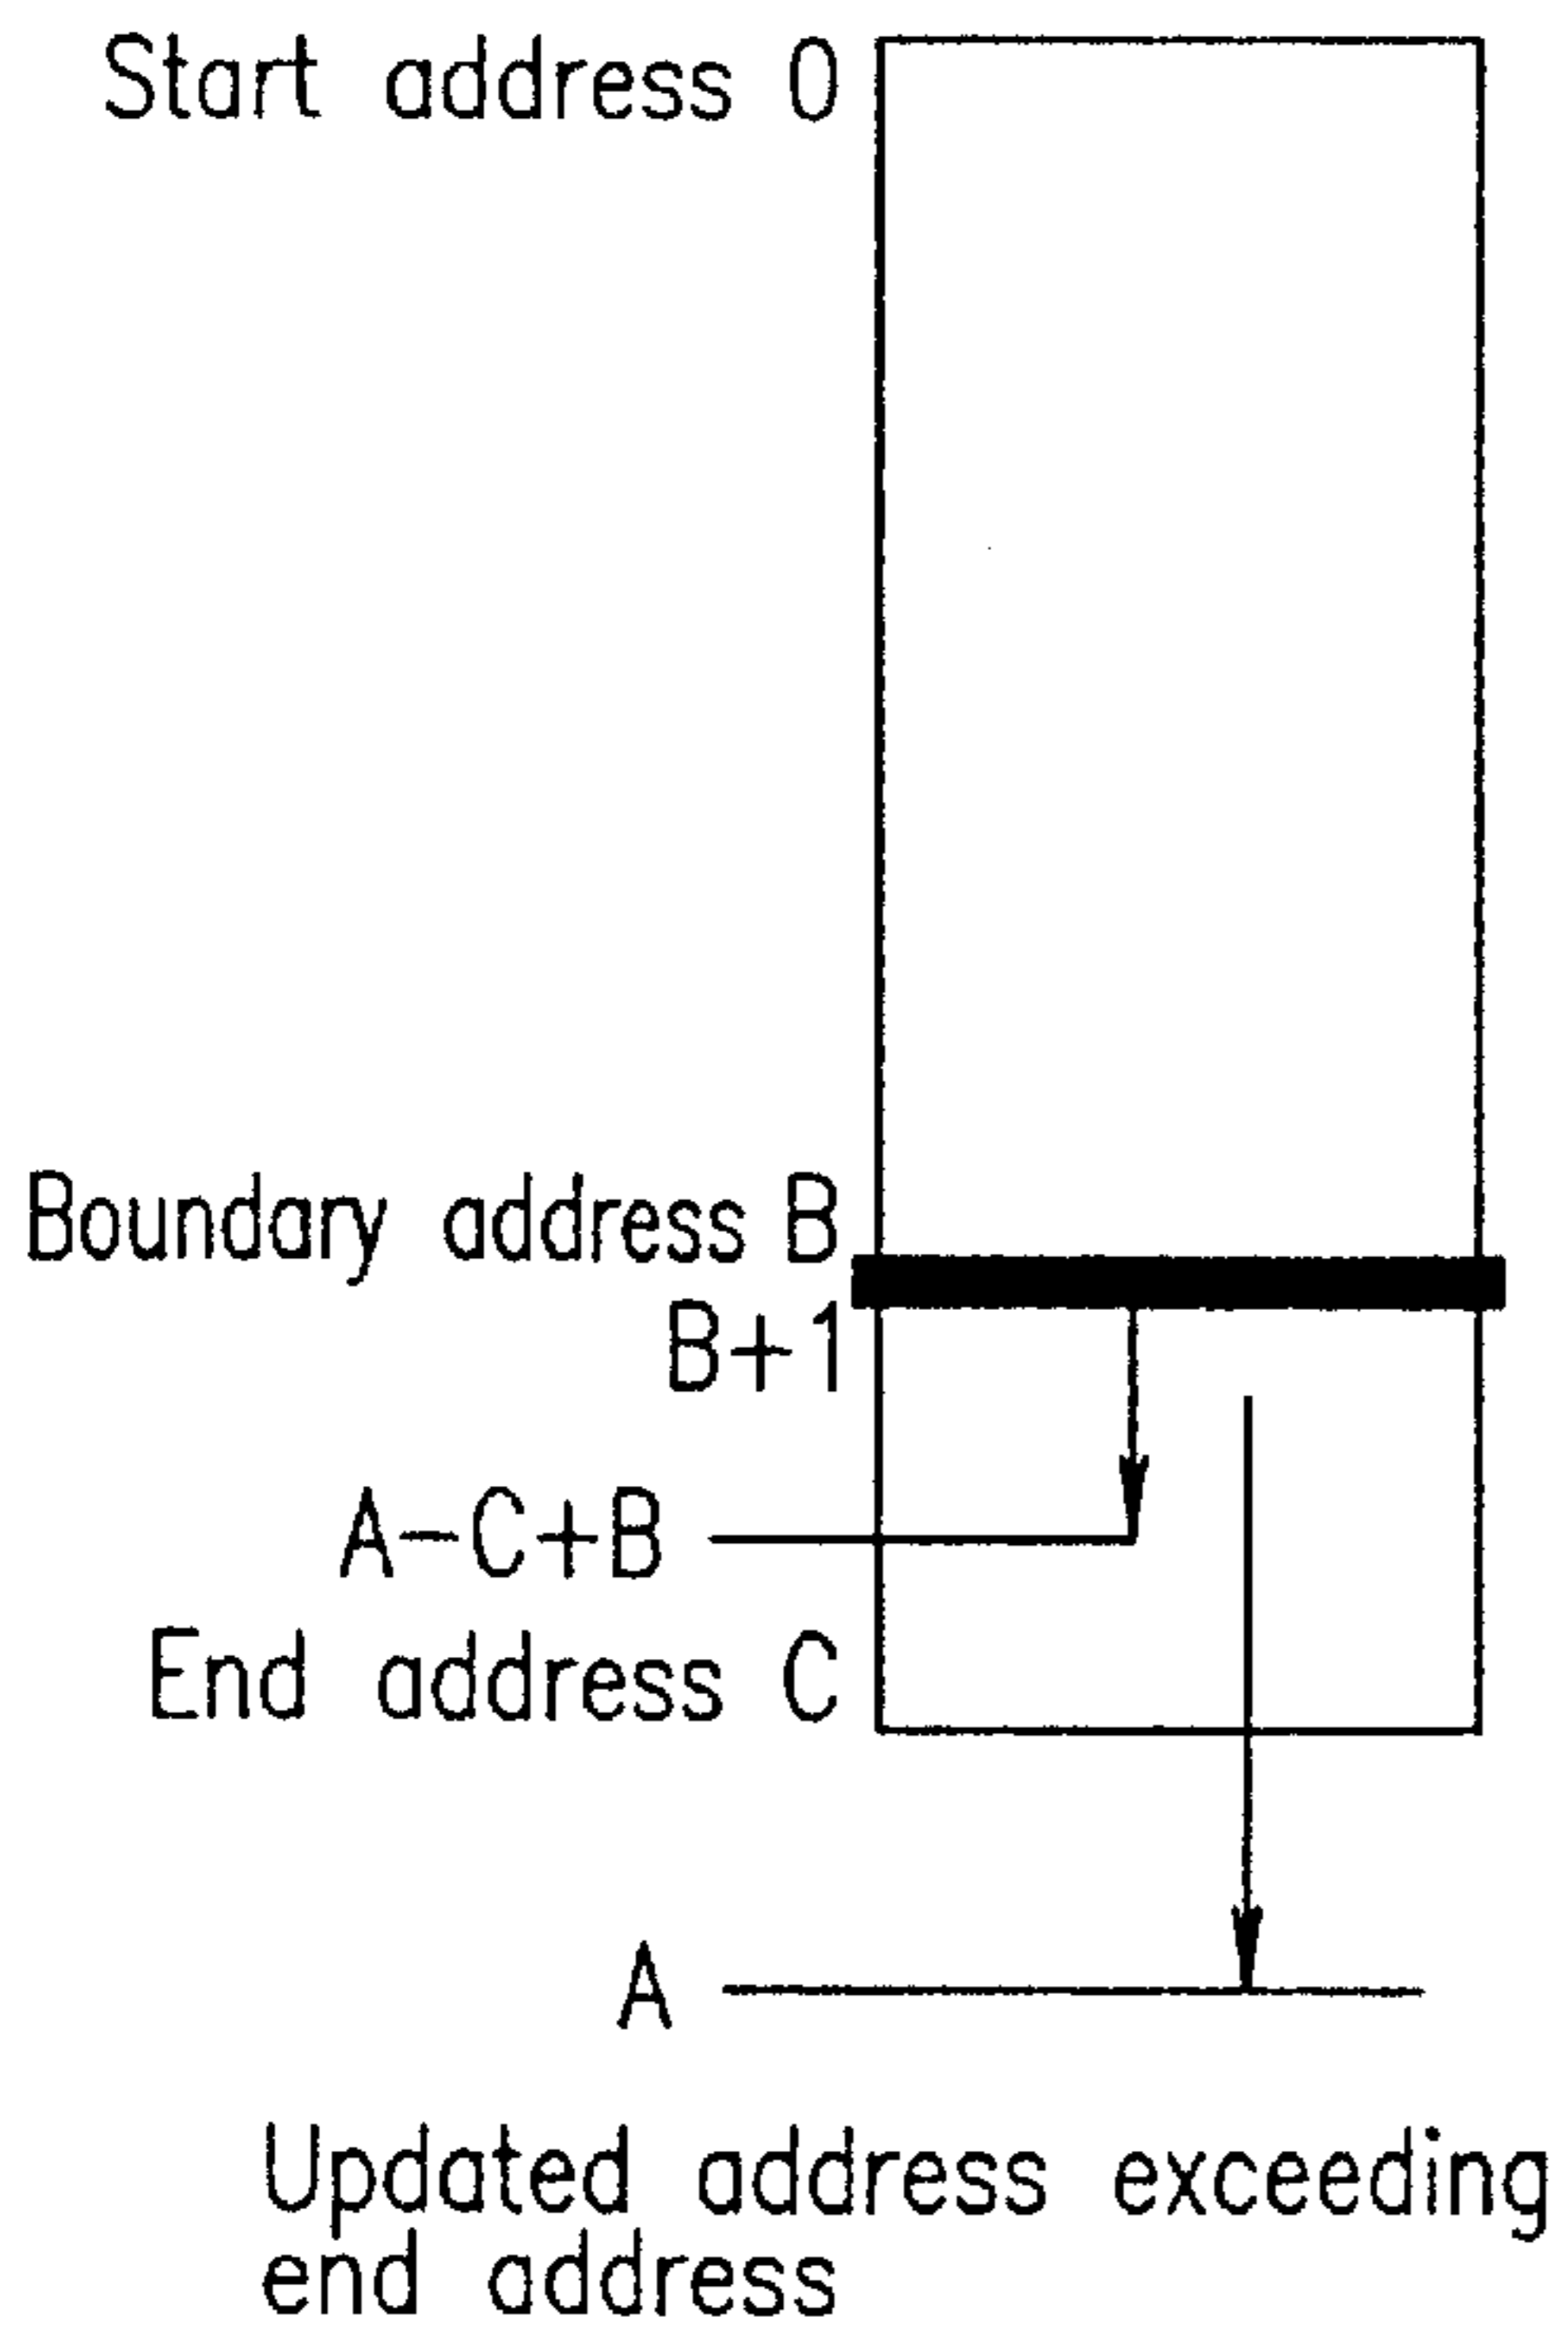 Start address 0
Boundary address B
B+1
A-C+B
End address C
A
Updated address exceeding
end address